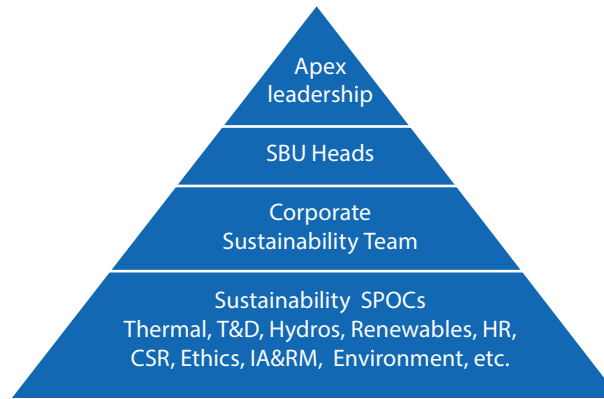 Apex
leadership
SBU Heads
Corporate
Sustainability Team
Sustainability SPOCs
Thermal, T&D, Hydros, Renewables, HR,
CSR, Ethics, IA&RM, Environment, etc.